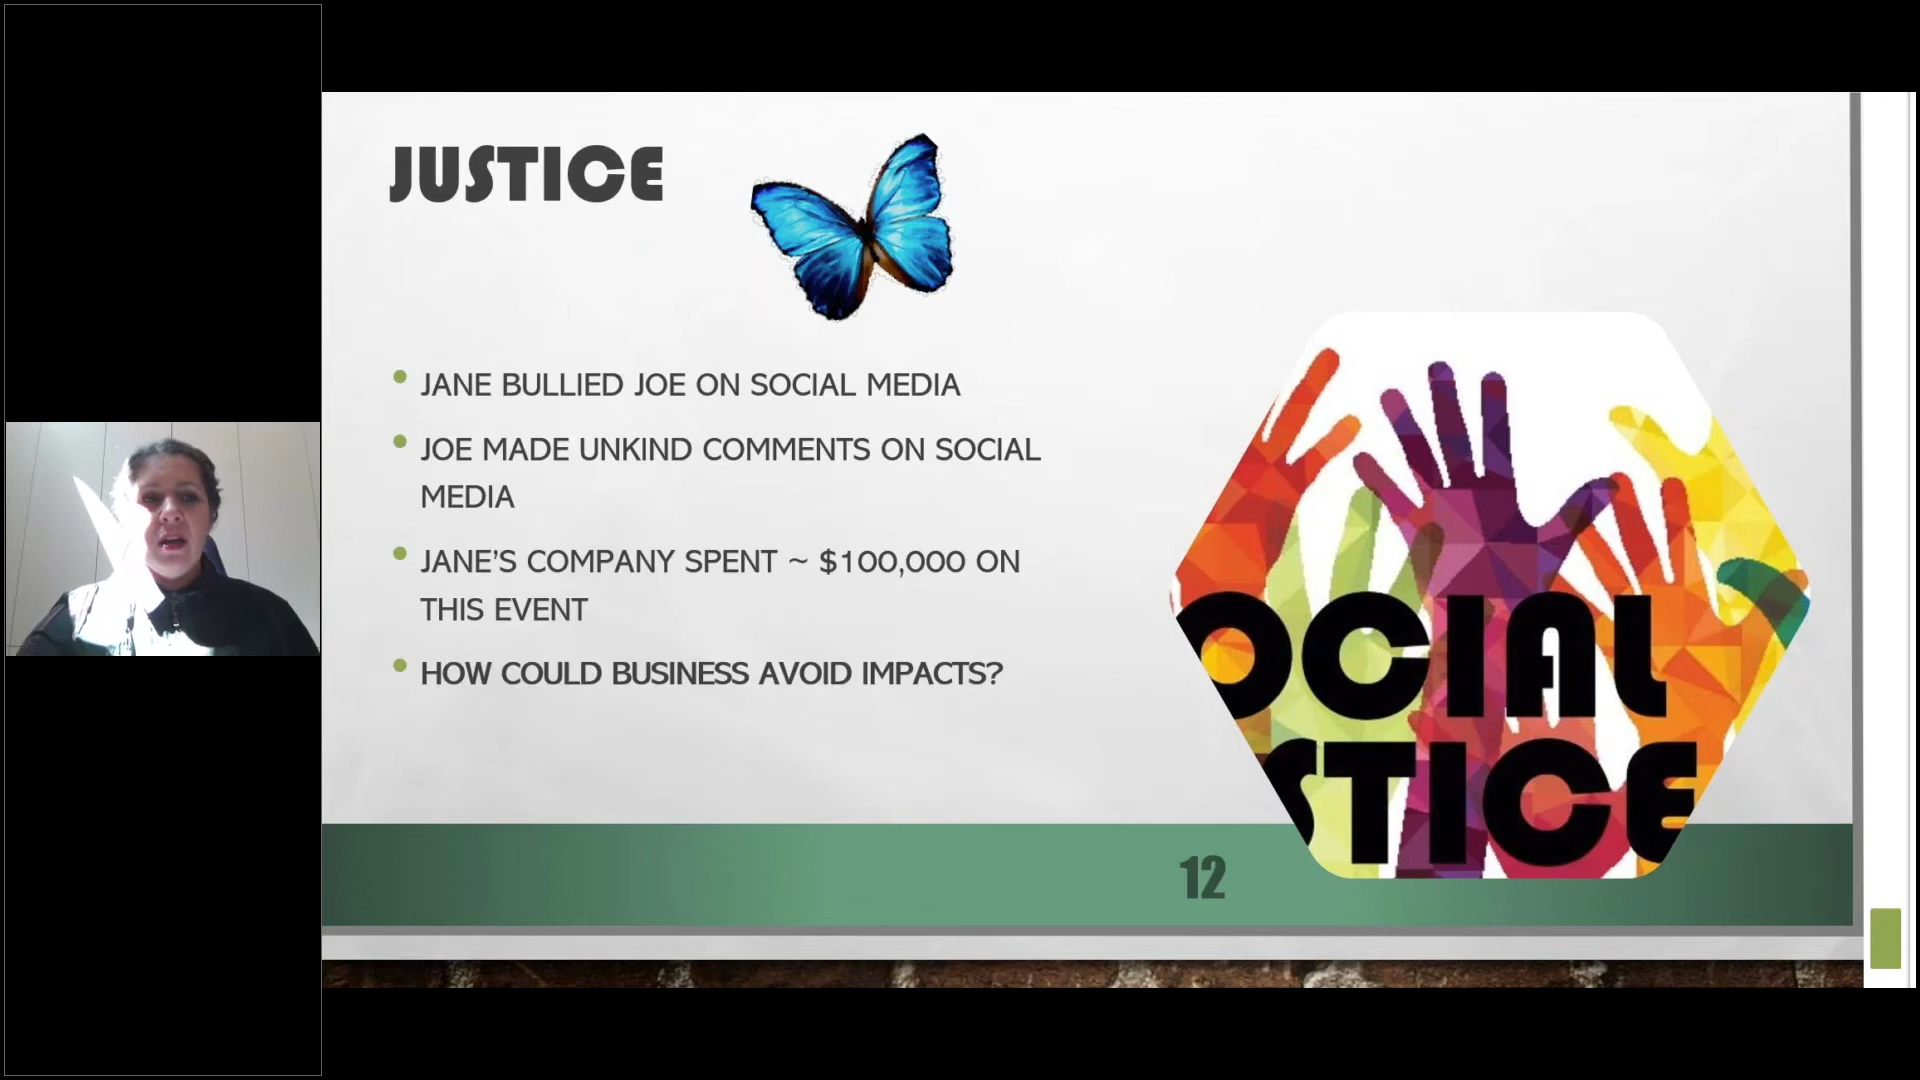 JUSTICE
JANE BULLIED JOE ON SOCIAL MEDIA
JOE MADE UNKIND COMMENTS ON SOCIAL
MEDIA
JANE’S COMPANY SPENT ~ $100,000 ON
THIS EVENT
HOW COULD BUSINESS AVOID IMPACTS?
OCIAL
STICE
12